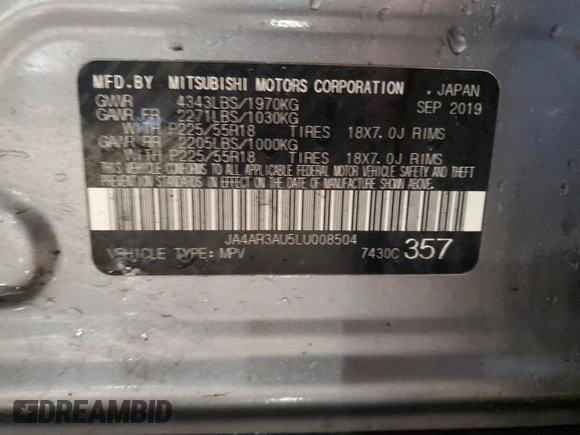 MFD.BY MITSUBISHI MOTORS CORPORATION , JAPAN
GVWR 4343LBS/1970KG SEP 2019
GAWR FR 2271LBS/1030KG
WITH P225/55R18 TIRES 18X7.0J RIMS
GAWR RR 2205LBS/1000KG
WITH P225/55R18 TIRES 18X7.0J RIMS
THIS VEHICLE CONFORMS TO ALL APPLICABLE FEDERAL MOTOR VEHICLE SAFETY, BUMPER AND THEFT
PREVENTION STANDARDS IN EFFECT ON THE DATE OF MANUFACTURE SHOWN ABOVE.
JA4AR3AU5LU008504
VEHICLE TYPE: MPV 7430C 357
DREAMBID